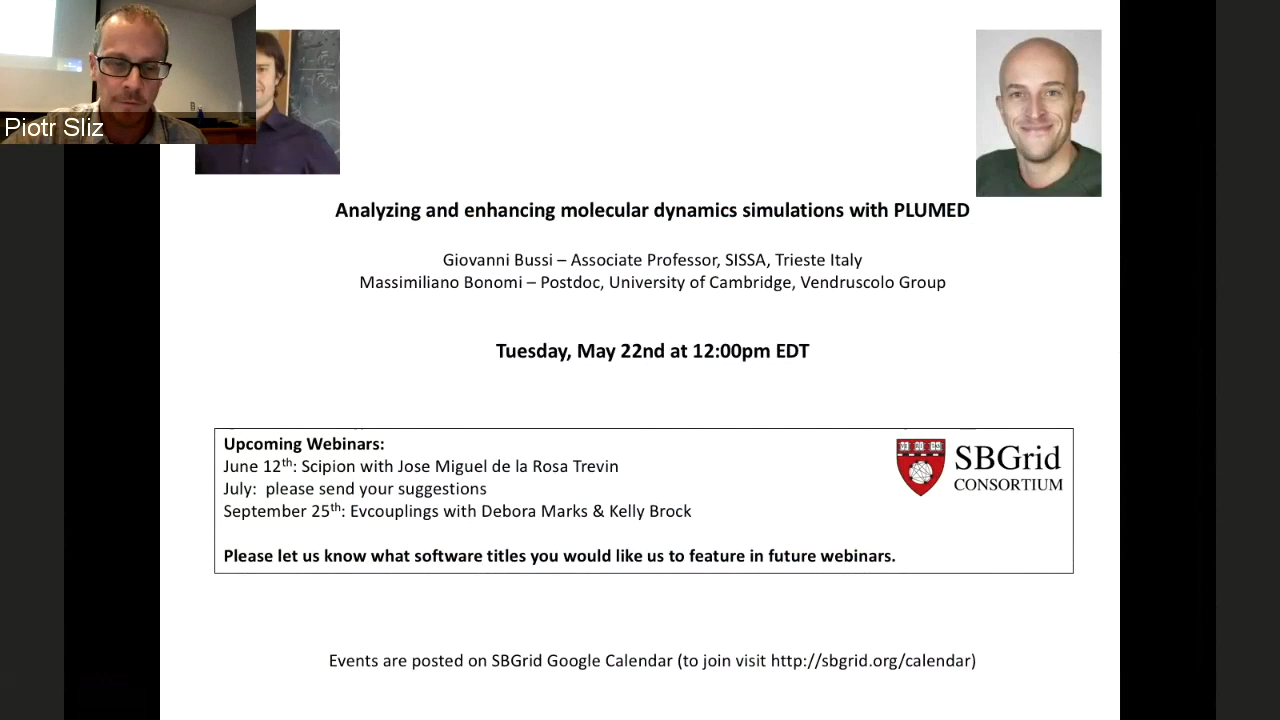 Piotr Sliz
Analyzing and enhancing molecular dynamics simulations with PLUMED
Giovanni Bussi – Associate Professor, SISSA, Trieste Italy
Massimiliano Bonomi – Postdoc, University of Cambridge, Vendruscolo Group
Tuesday, May 22nd at 12:00pm EDT
Upcoming Webinars:
June 12th: Scipion with Jose Miguel de la Rosa Trevin
July:  please send your suggestions
September 25th: Evcouplings with Debora Marks & Kelly Brock
Please let us know what software titles you would like us to feature in future webinars.
SBGrid
CONSORTIUM
Events are posted on SBGrid Google Calendar (to join visit http://sbgrid.org/calendar)